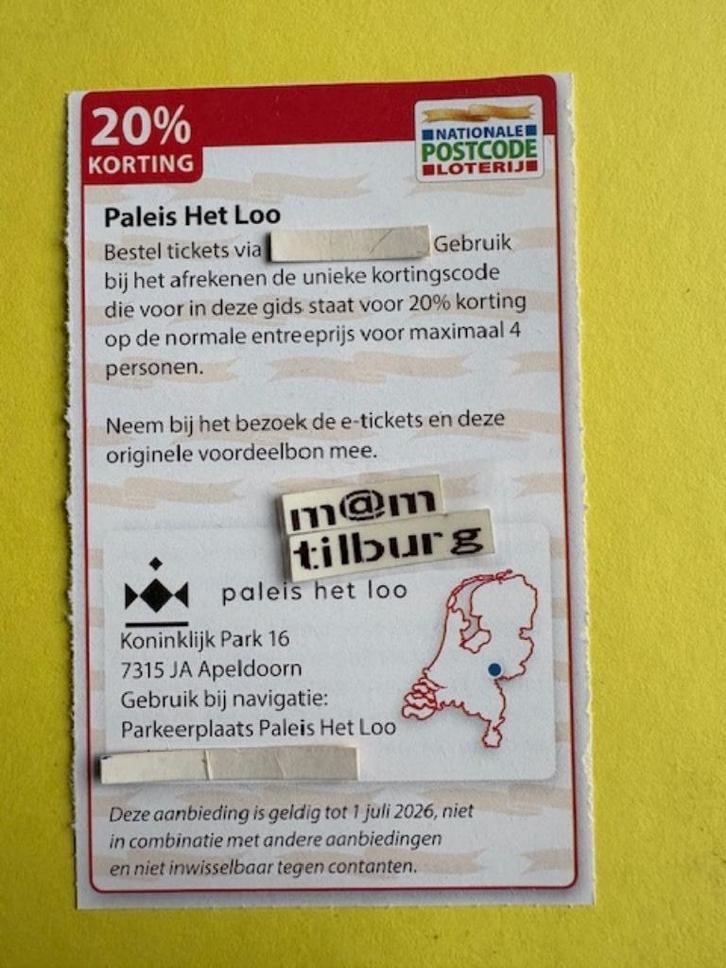 20%
KORTING
NATIONALE
POSTCODE
LOTERIJ
Paleis Het Loo
Bestel tickets via Gebruik
bij het afrekenen de unieke kortingscode
die voor in deze gids staat voor 20% korting
op de normale entreeprijs voor maximaal 4
personen.
Neem bij het bezoek de e-tickets en deze
originele voordeelbon mee.
m@m
tilburg
paleis het loo
Koninklijk Park 16
7315 JA Apeldoorn
Gebruik bij navigatie:
Parkeerplaats Paleis Het Loo
Deze aanbieding is geldig tot 1 juli 2026, niet
in combinatie met andere aanbiedingen
en niet inwisselbaar tegen contanten.